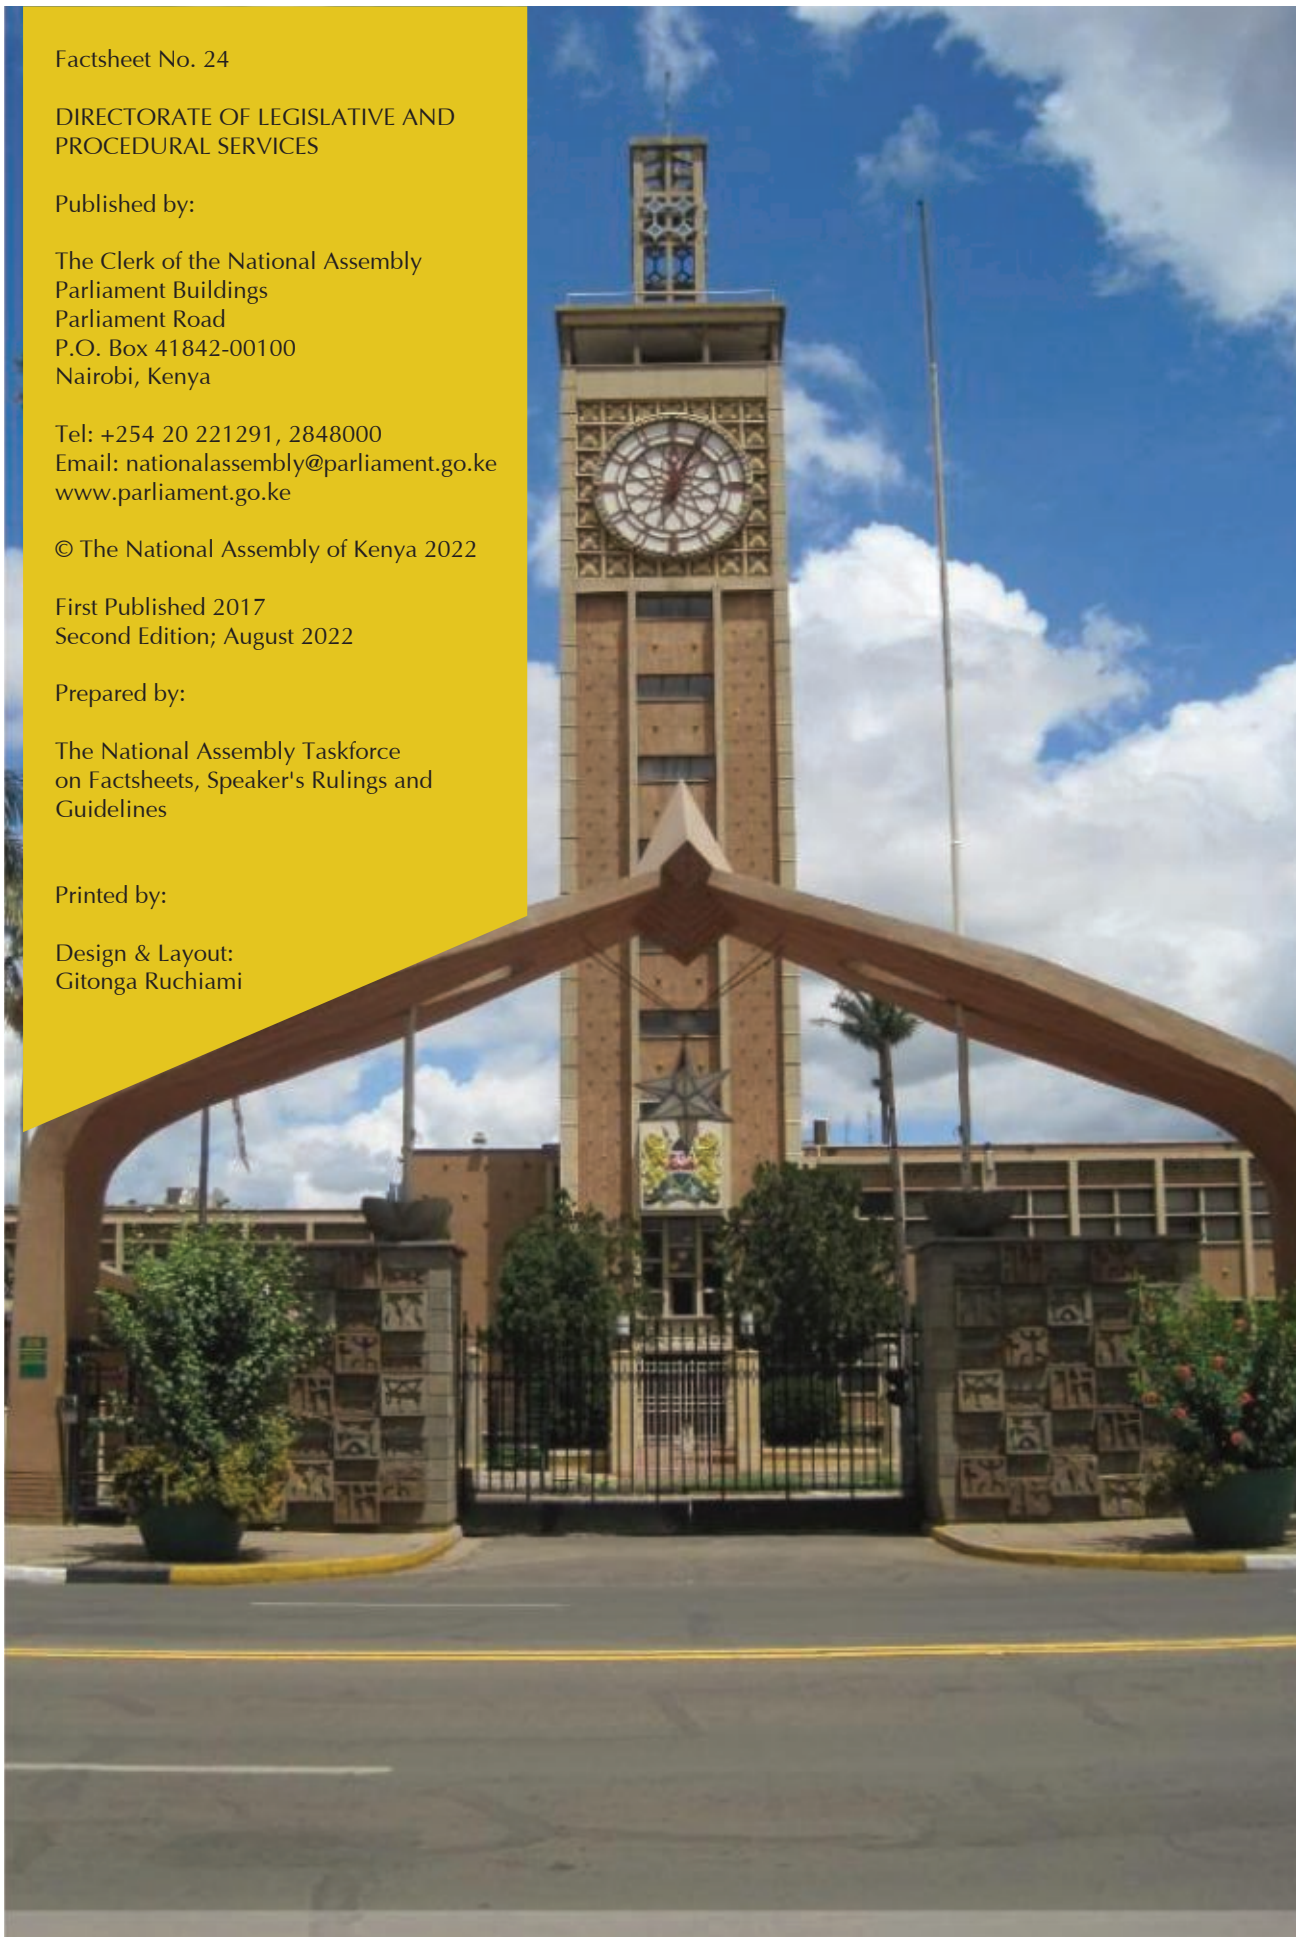 Factsheet No. 24
DIRECTORATE OF LEGISLATIVE AND
PROCEDURAL SERVICES
Published by:
The Clerk of the National Assembly
Parliament Buildings
Parliament Road
P.O. Box 41842-00100
Nairobi, Kenya
Tel: +254 20 221291, 2848000
Email: nationalassembly@parliament.go.ke
www.parliament.go.ke
© The National Assembly of Kenya 2022
First Published 2017
Second Edition; August 2022
Prepared by:
The National Assembly Taskforce
on Factsheets, Speaker's Rulings and
Guidelines
Printed by:
Design & Layout:
Gitonga Ruchiami